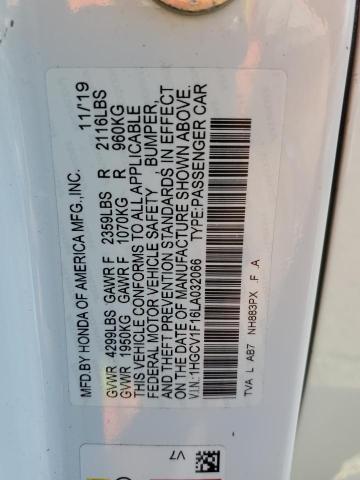 MFD.BY HONDA OF AMERICA MFG.,INC. 11/19
GVWR 4299LBS GAWR F 2359LBS R 2116LBS
GVWR 1950KG GAWR F 1070KG R 960KG
THIS VEHICLE CONFORMS TO ALL APPLICABLE
FEDERAL MOTOR VEHICLE SAFETY, BUMPER,
AND THEFT PREVENTION STANDARDS IN EFFECT
ON THE DATE OF MANUFACTURE SHOWN ABOVE.
V.I.N.:1HGCV1F16LA032066 TYPE:PASSENGER CAR
TVA L AB7 NH883PX .F .A
V7